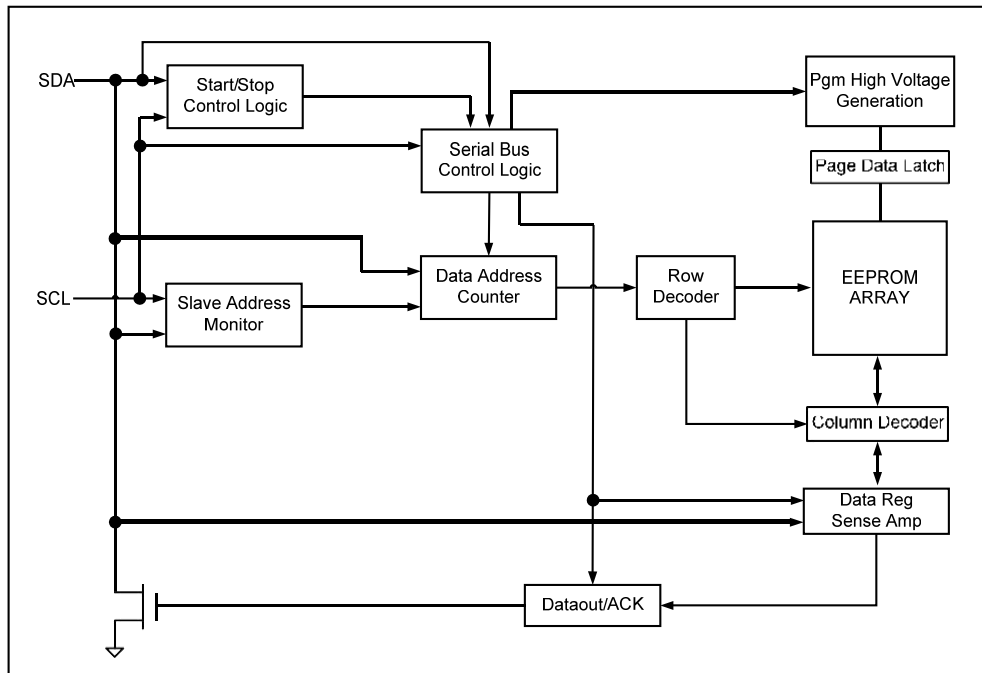 SDA
Start/Stop
Control Logic
Pgm High Voltage
Generation
Serial Bus
Control Logic
Page Data Latch
SCL
Slave Address
Monitor
Data Address
Counter
Row
Decoder
EEPROM
ARRAY
Column Decoder
Data Reg
Sense Amp
Dataout/ACK